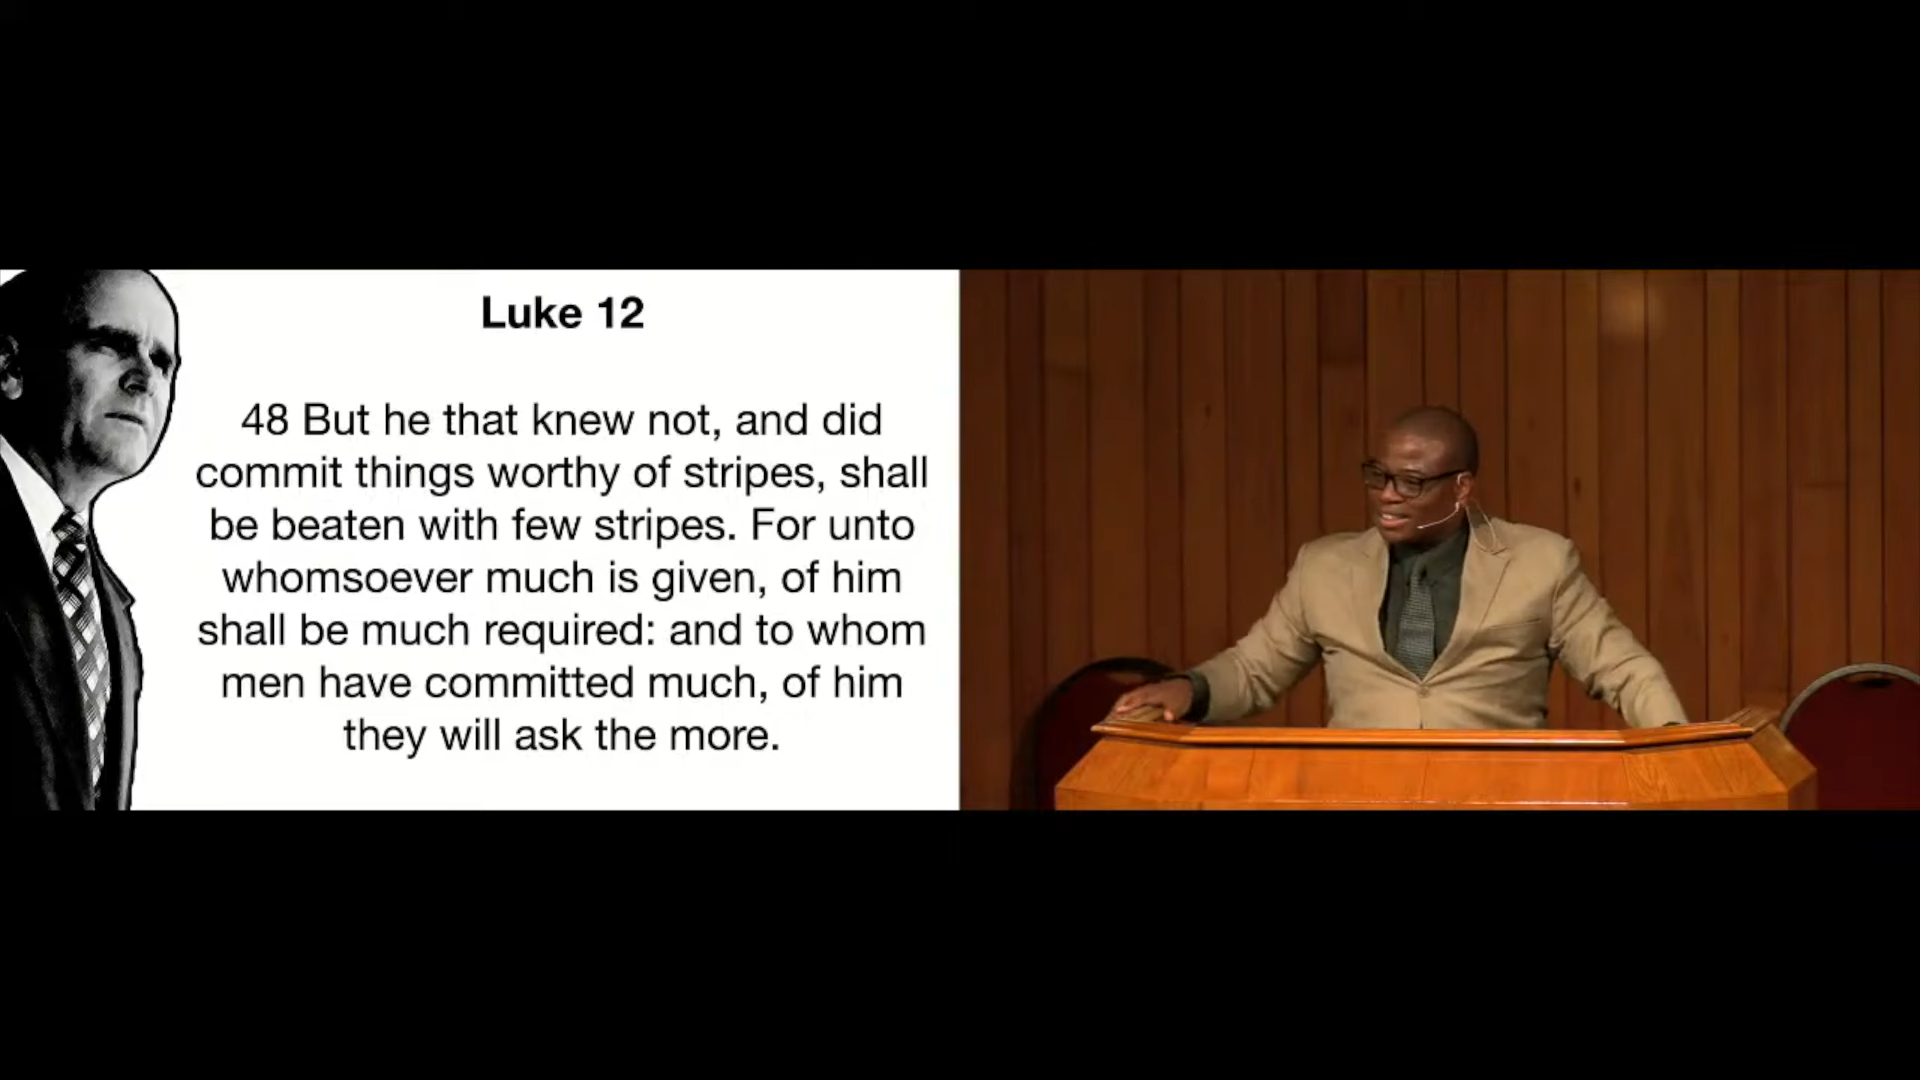 Luke 12
48 But he that knew not, and did
commit things worthy of stripes, shall
be beaten with few stripes. For unto
whomsoever much is given, of him
shall be much required: and to whom
men have committed much, of him
they will ask the more.